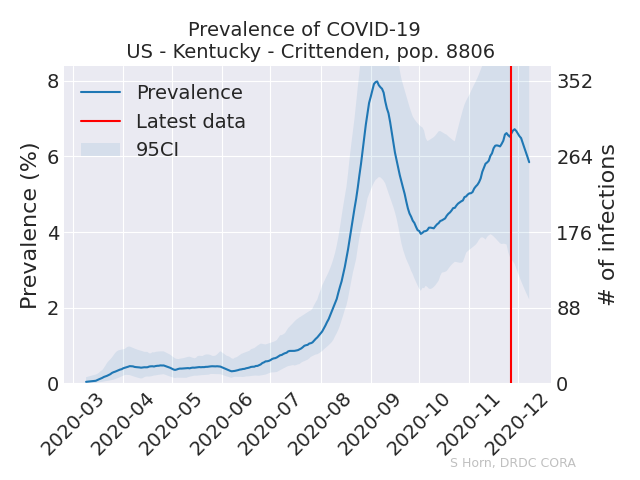 Prevalence of COVID-19
US - Kentucky - Crittenden, pop. 8806
Prevalence
Latest data
95CI
Prevalence (%)
8
6
4
2
0
352
264
176
88
0
# of infections
2020-03
2020-04
2020-05
2020-06
2020-07
2020-08
2020-09
2020-10
2020-11
2020-12
S Horn, DRDC CORA